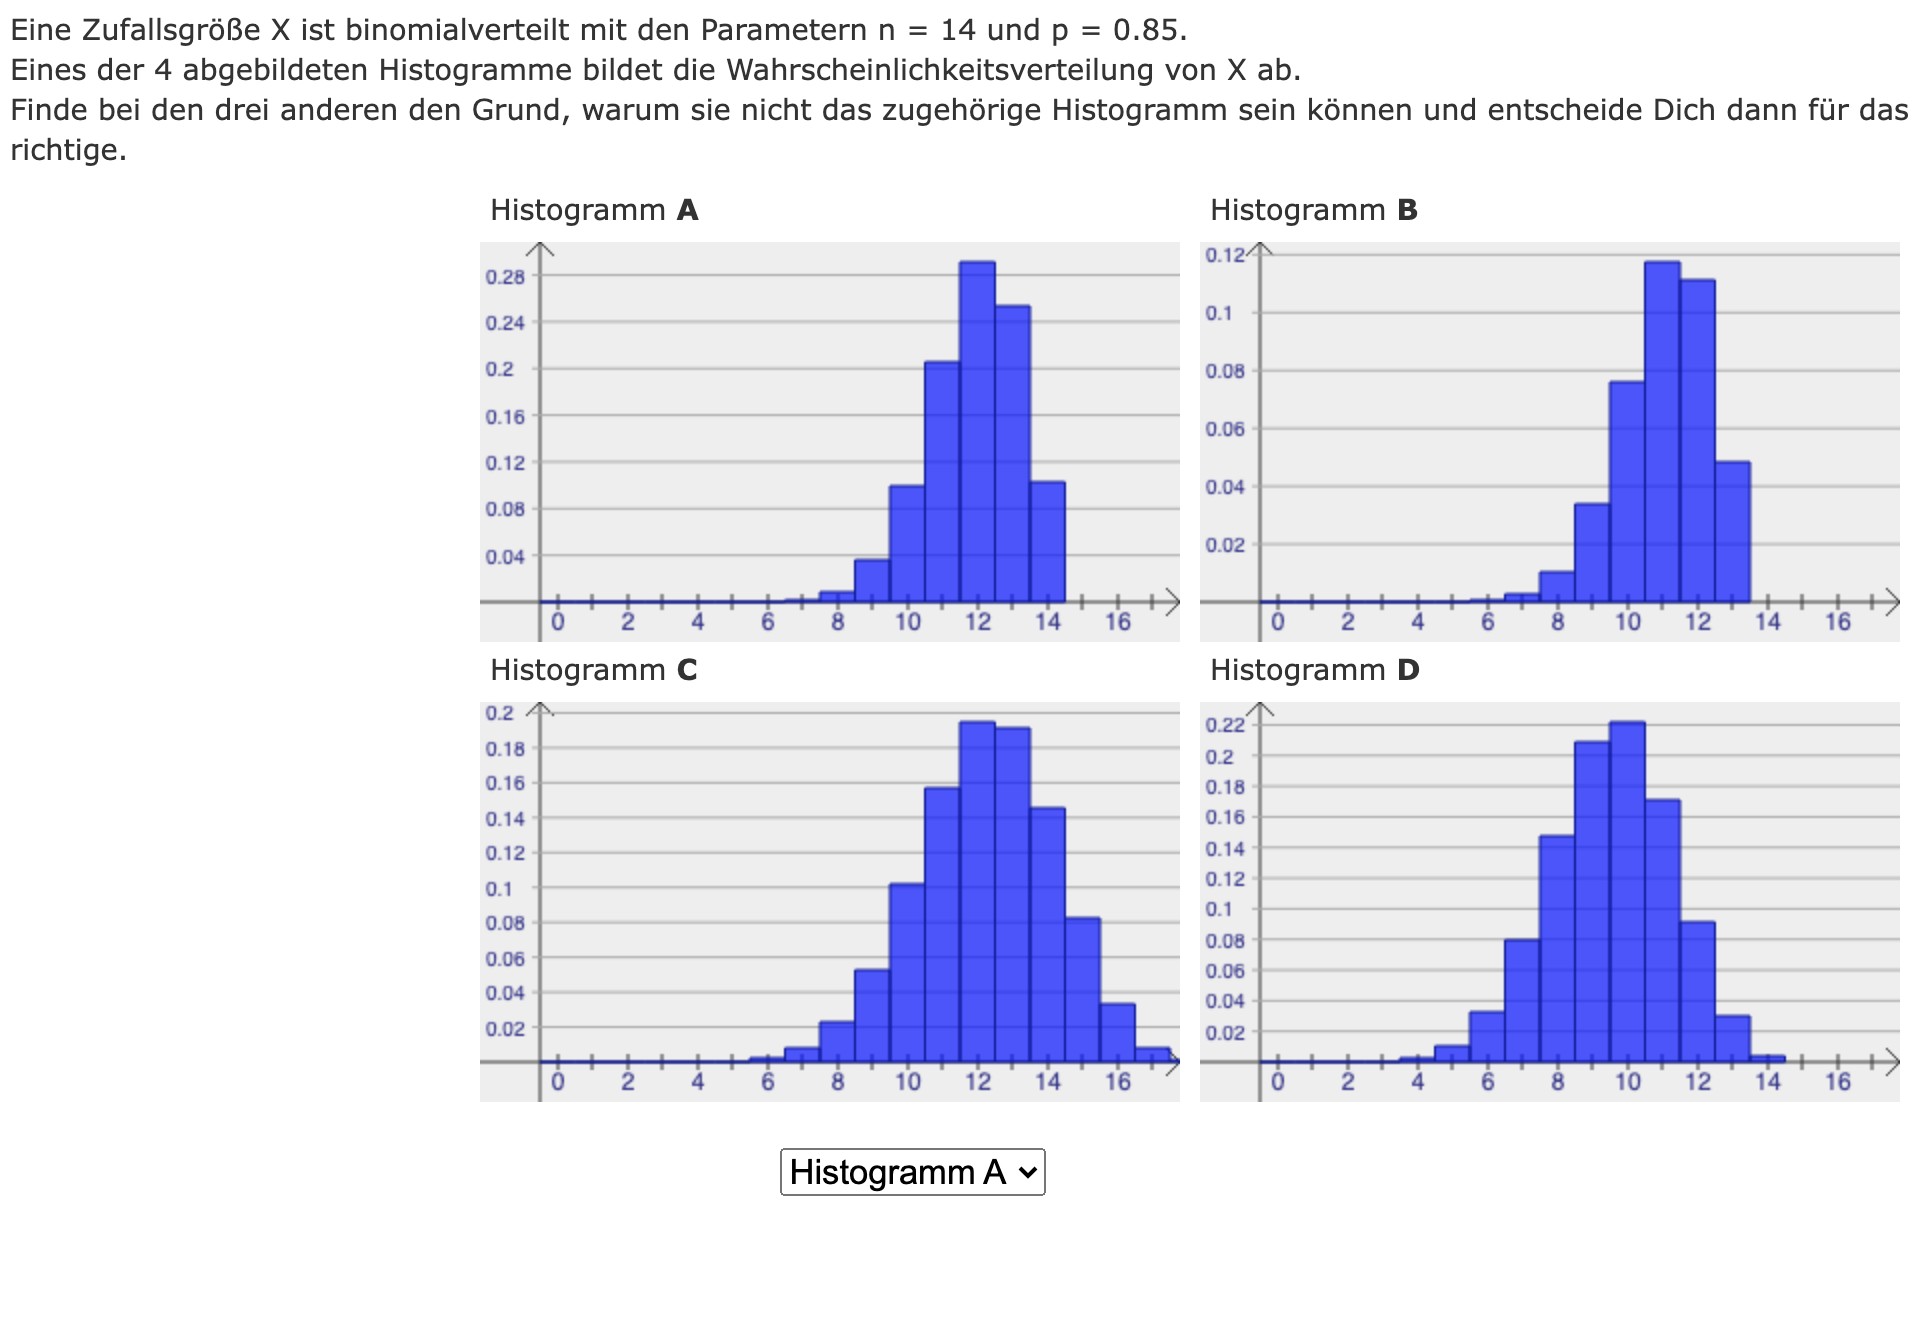 Eine Zufallsgröße X ist binomialverteilt mit den Parametern n = 14 und p = 0.85.
Eines der 4 abgebildeten Histogramme bildet die Wahrscheinlichkeitsverteilung von X ab.
Finde bei den drei anderen den Grund, warum sie nicht das zugehörige Histogramm sein können und entscheide Dich dann für das
richtige.
Histogramm A
0.28
0.24
0.2
0.16
0.12
0.08
0.04
0 2 4 6 8 10 12 14 16
Histogramm B
0.12
0.1
0.08
0.06
0.04
0.02
0 2 4 6 8 10 12 14 16
Histogramm C
0.2
0.18
0.16
0.14
0.12
0.1
0.08
0.06
0.04
0.02
0 2 4 6 8 10 12 14 16
Histogramm D
0.22
0.2
0.18
0.16
0.14
0.12
0.1
0.08
0.06
0.04
0.02
0 2 4 6 8 10 12 14 16
Histogramm A